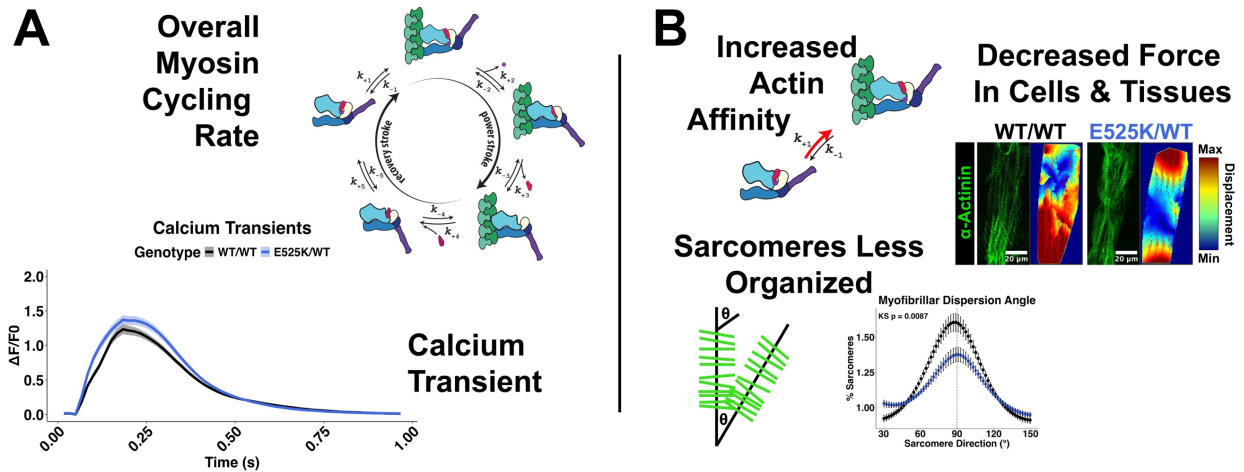 A
Overall
Myosin
Cycling
Rate
k+1
k-1
k+2
k-2
k-3
k+3
k-4
k+4
k+5
k-5
recovery stroke
power stroke
Calcium Transients
Genotype WT/WT E525K/WT
ΔF/F0
2.0
1.5
1.0
0.5
0.0
0.00
0.25
0.50
0.75
1.00
Time (s)
Calcium
Transient
B
Increased
Actin
Affinity
k+1
k-1
Decreased Force
In Cells & Tissues
WT/WT E525K/WT
α-Actinin
20 µm
20 µm
Max
Displacement
Min
Sarcomeres Less
Organized
θ
θ
Myofibrillar Dispersion Angle
KS p = 0.0087
% Sarcomeres
1.50
1.25
1.00
30 60 90 120 150
Sarcomere Direction (°)